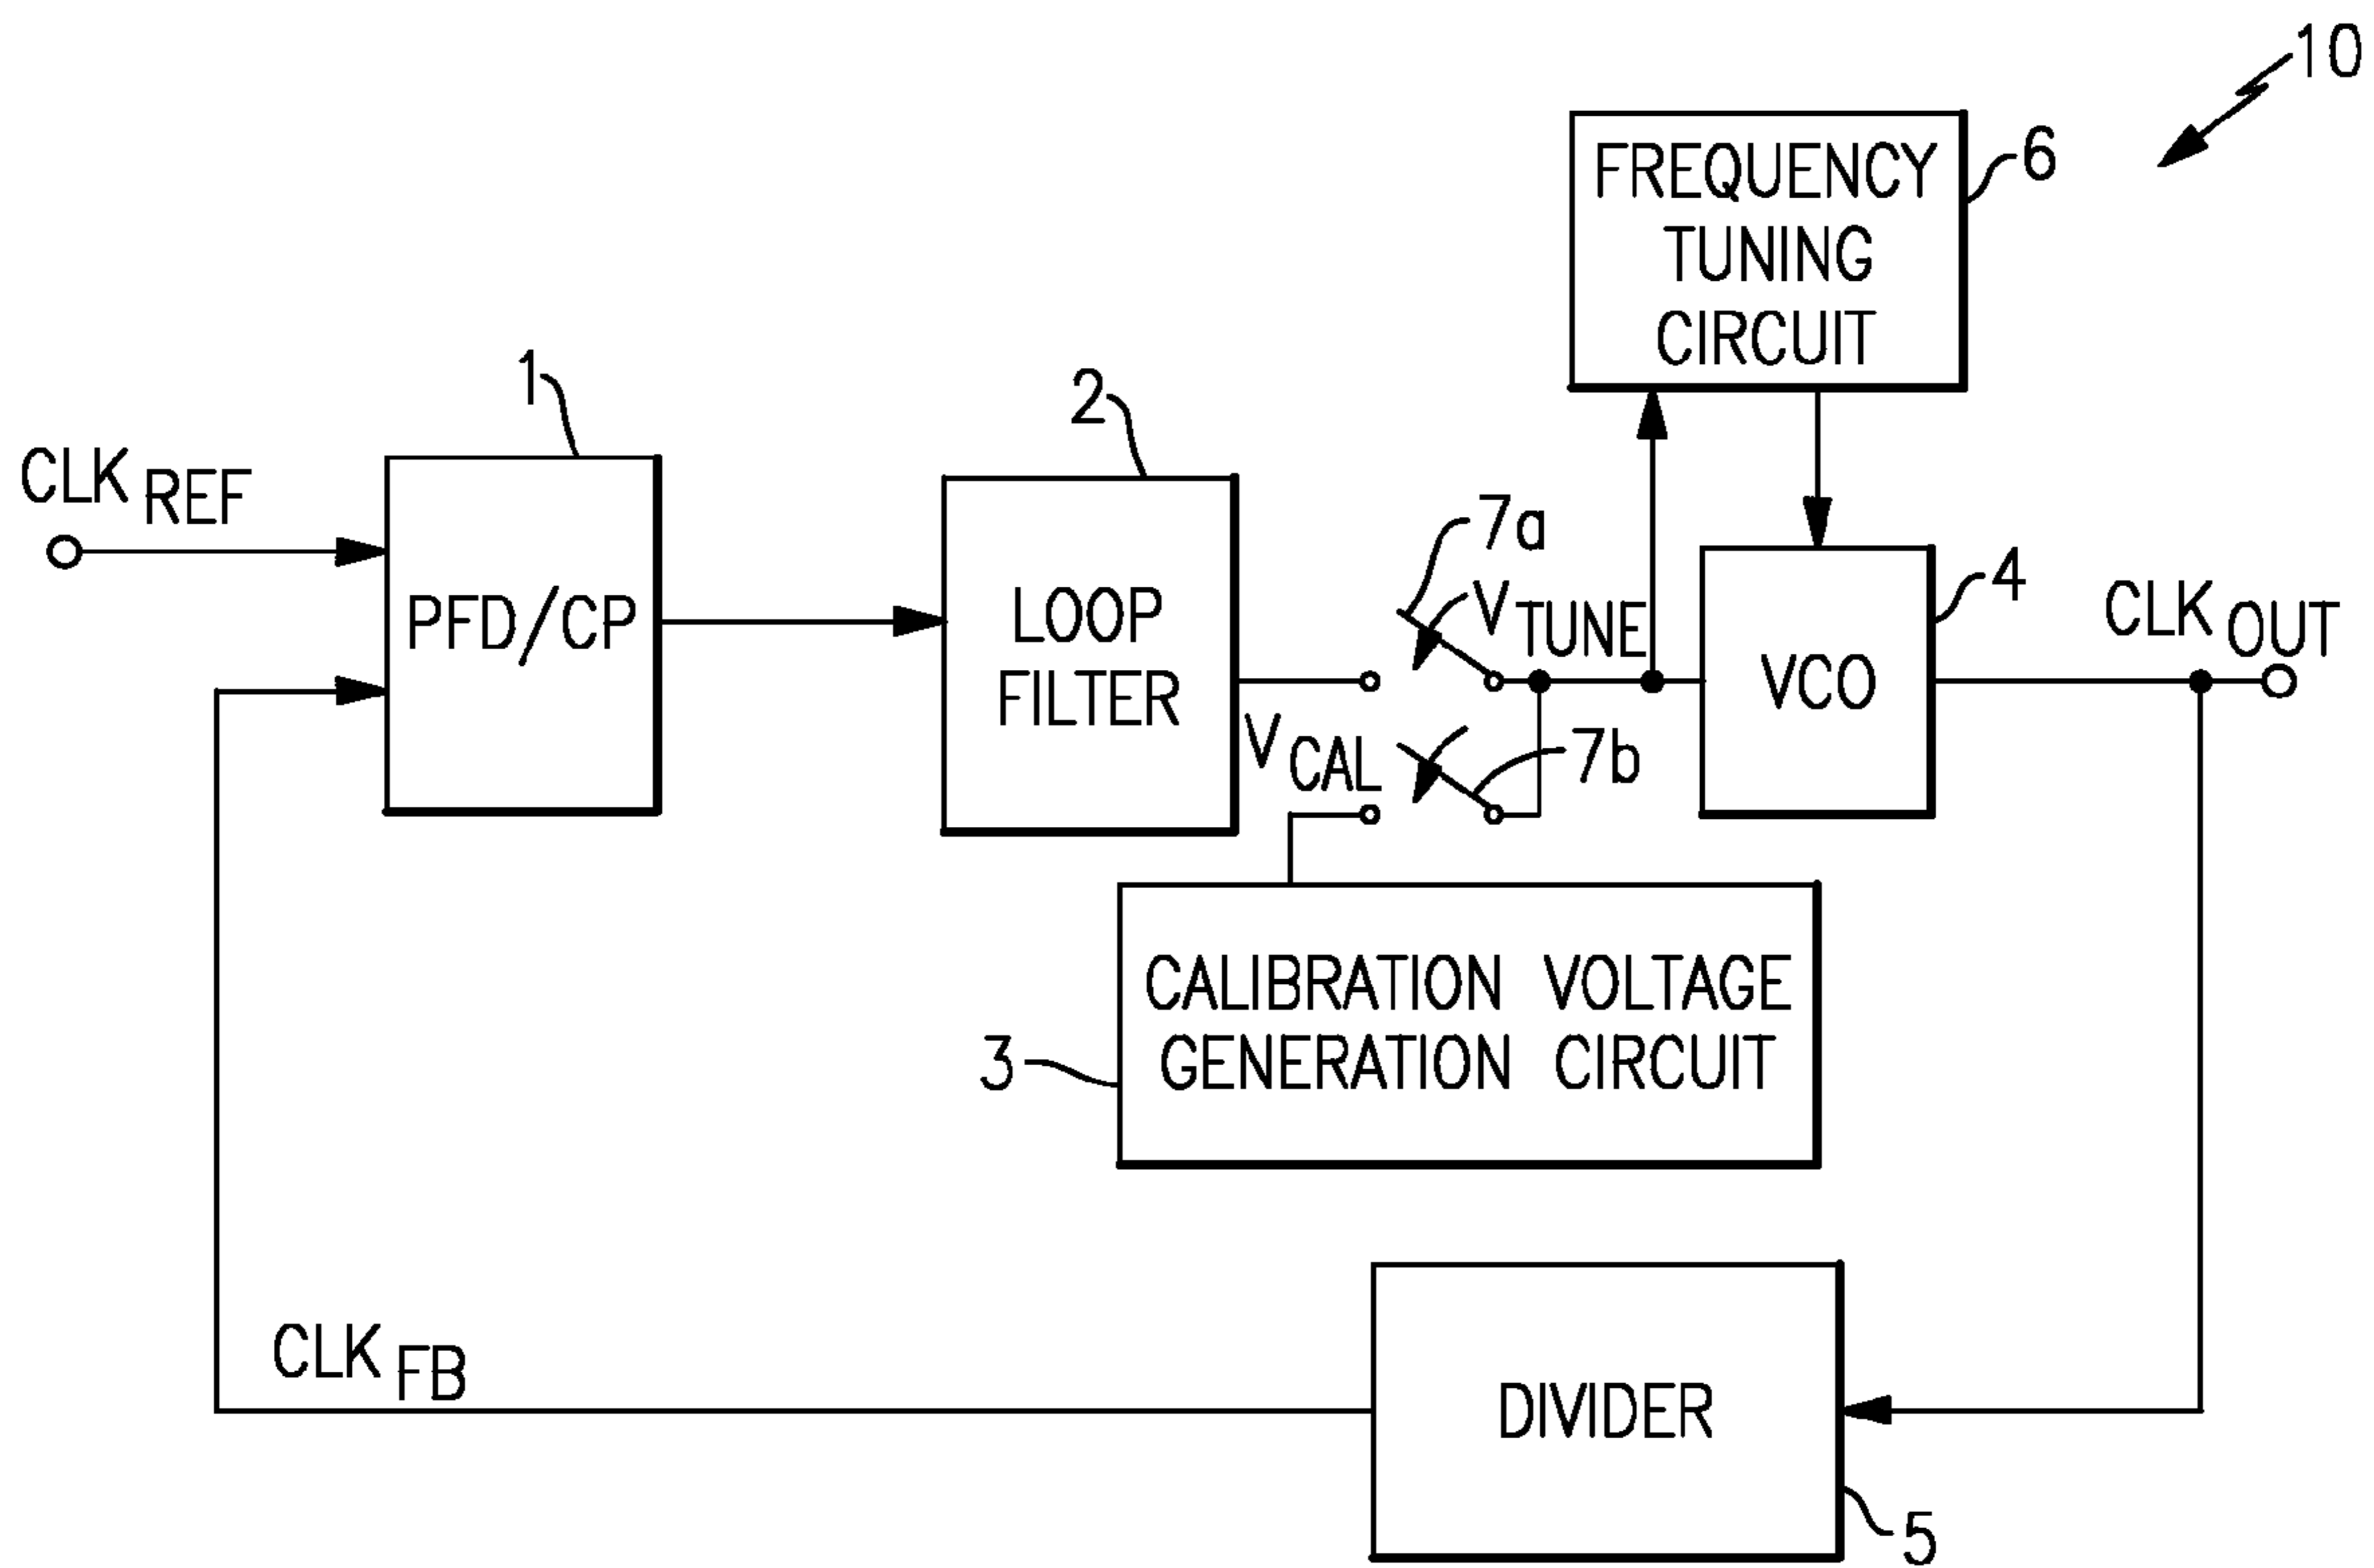 10
FREQUENCY
TUNING
CIRCUIT
6
1
2
CLK REF
PFD/CP
LOOP
FILTER
7a
V TUNE
4
VCO
CLK OUT
V CAL
7b
CALIBRATION VOLTAGE
GENERATION CIRCUIT
3
CLK FB
DIVIDER
5